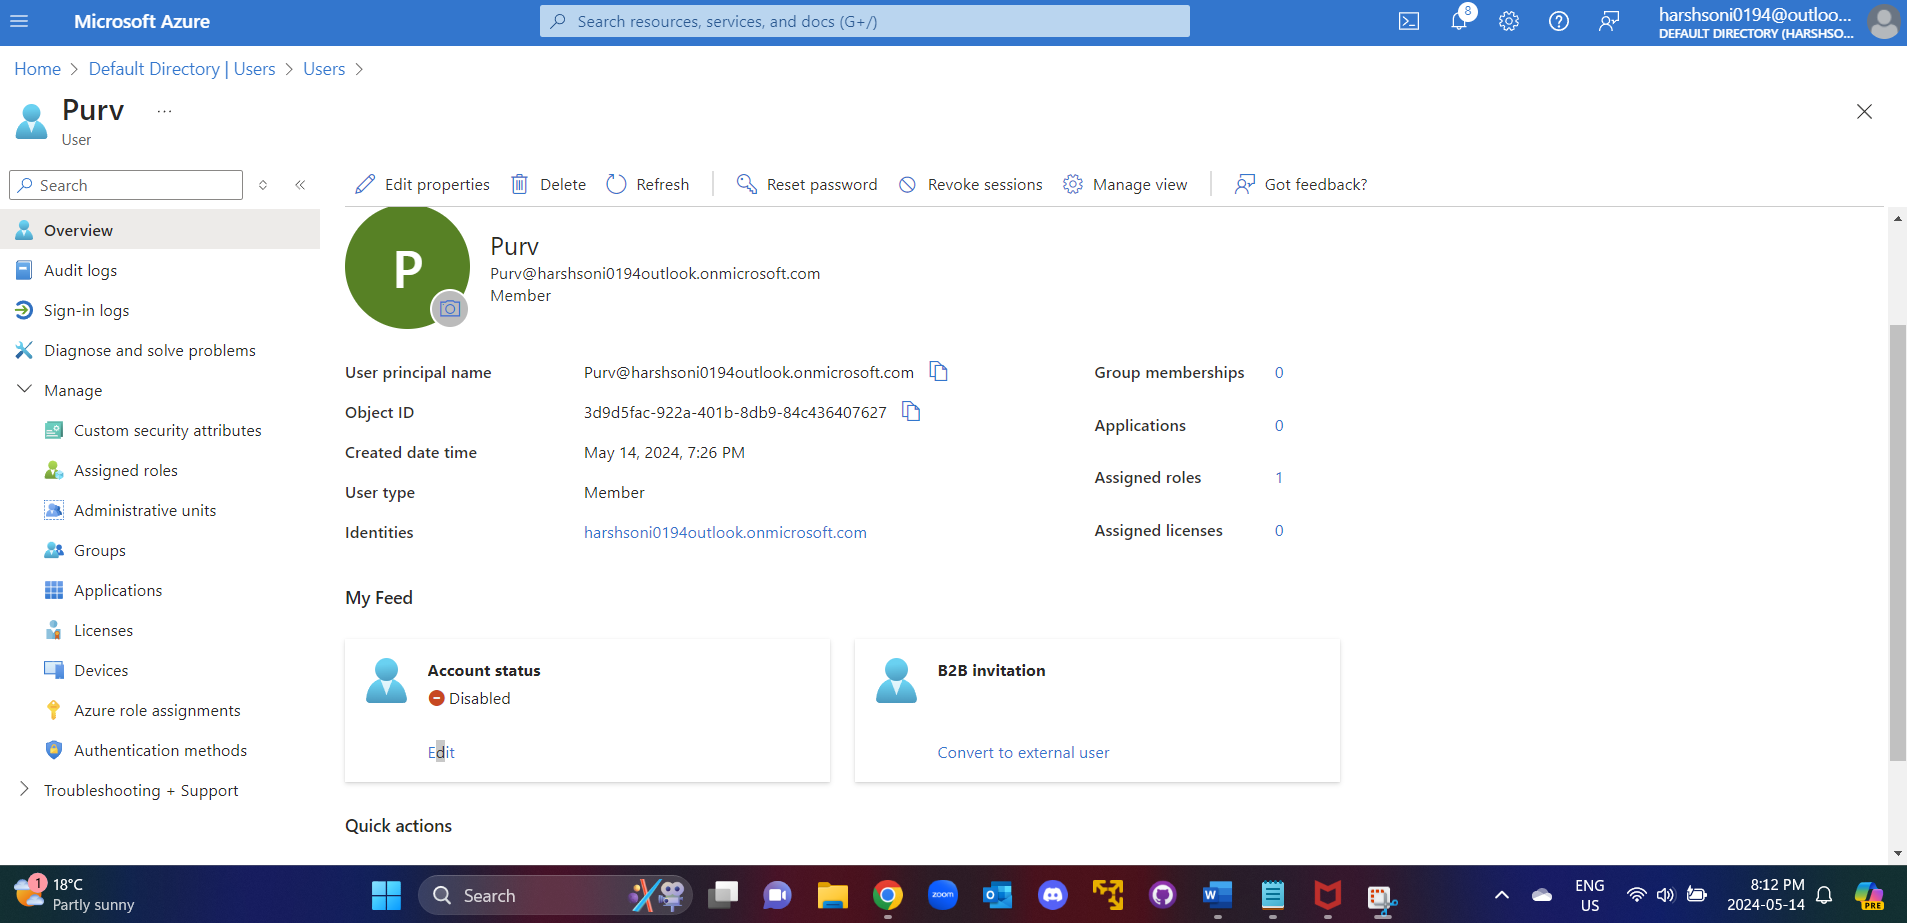 Microsoft Azure
Search resources, services, and docs (G+/)
8
harshsoni0194@outloo...
DEFAULT DIRECTORY (HARSHSO...
Home > Default Directory | Users > Users >
Purv ...
User
Search
Edit properties Delete Refresh Reset password Revoke sessions Manage view Got feedback?
Overview
Audit logs
Sign-in logs
Diagnose and solve problems
Manage
Custom security attributes
Assigned roles
Administrative units
Groups
Applications
Licenses
Devices
Azure role assignments
Authentication methods
Troubleshooting + Support
P
Purv
Purv@harshsoni0194outlook.onmicrosoft.com
Member
User principal name Purv@harshsoni0194outlook.onmicrosoft.com
Object ID 3d9d5fac-922a-401b-8db9-84c436407627
Created date time May 14, 2024, 7:26 PM
User type Member
Identities harshsoni0194outlook.onmicrosoft.com
Group memberships 0
Applications 0
Assigned roles 1
Assigned licenses 0
My Feed
Account status
Disabled
Edit
B2B invitation
Convert to external user
Quick actions
1
18°C
Partly sunny
Search
zoom
W
ENG
US
8:12 PM
2024-05-14
PRE